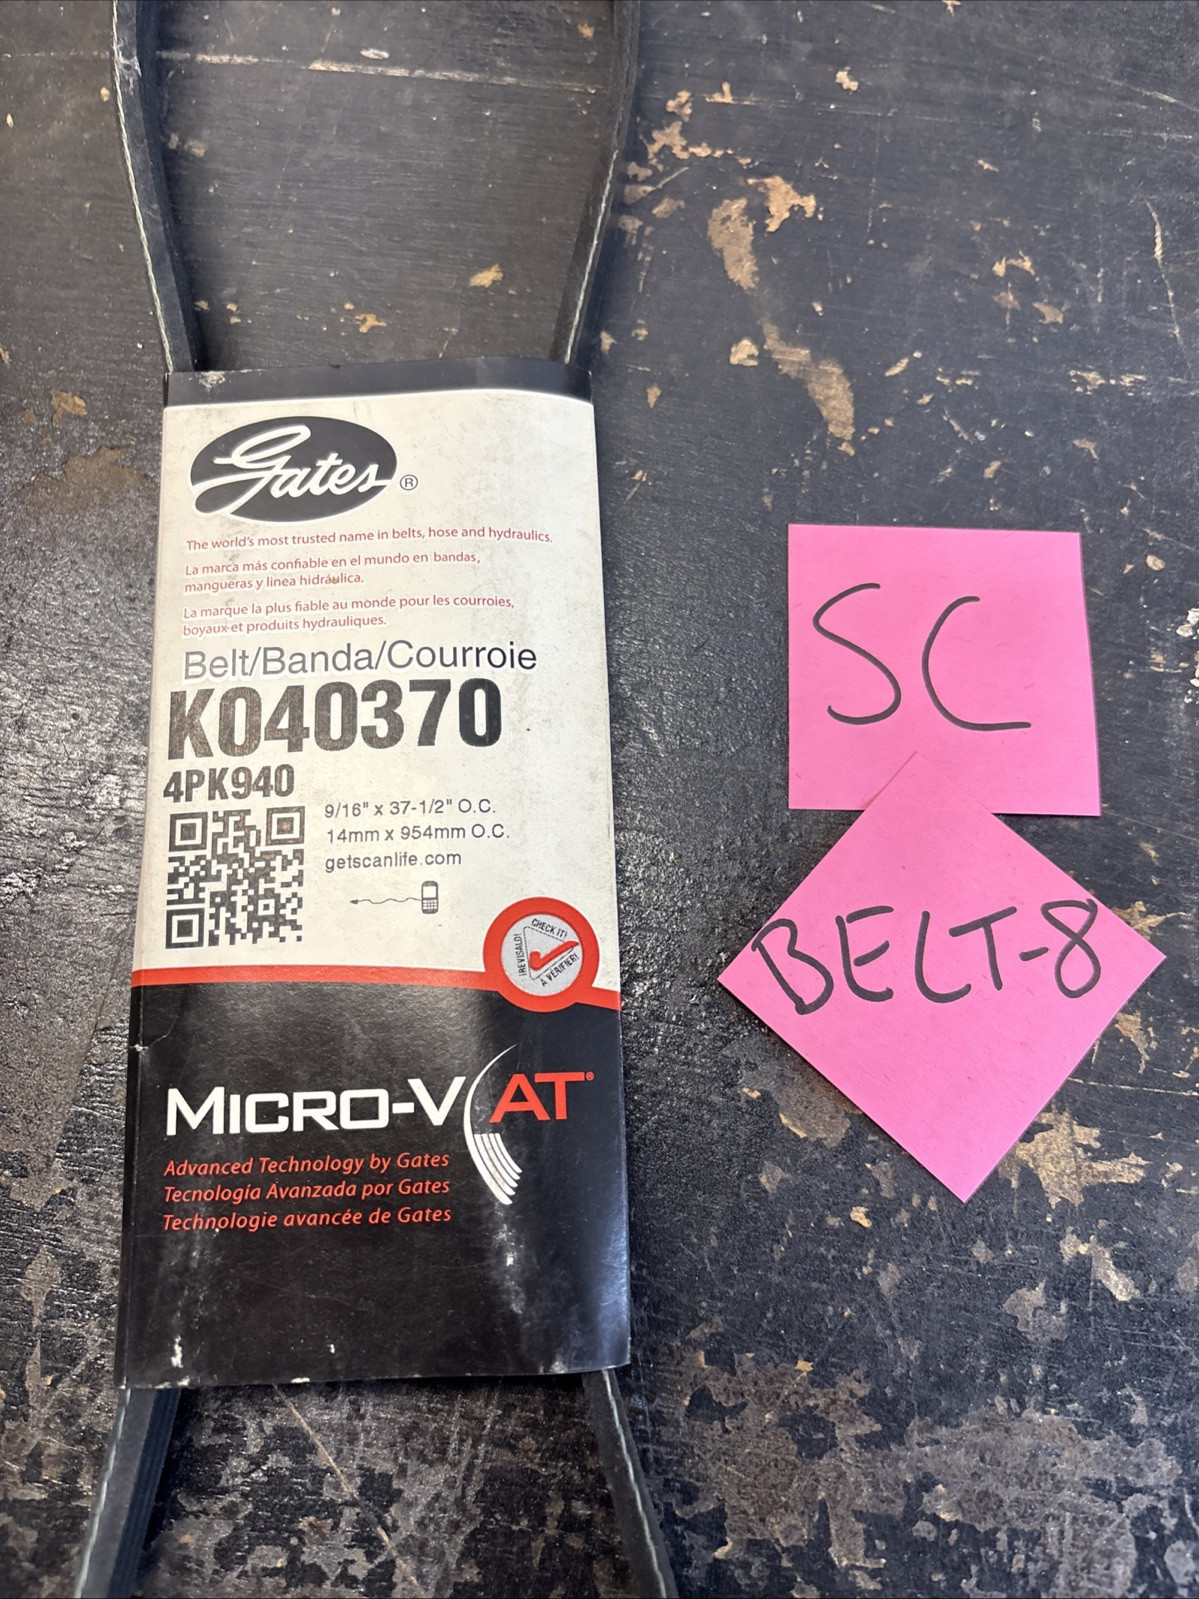 Gates®
The world's most trusted name in belts, hose and hydraulics.
La marca más confiable en el mundo en bandas,
mangueras y linea hidráulica.
La marque la plus fiable au monde pour les courroies,
boyaux et produits hydrauliques.
Belt/Banda/Courroie
K040370
4PK940
9/16" x 37-1/2" O.C.
14mm x 954mm O.C.
getscanlife.com
CHECK IT!
¡REVISALO!
À VÉRIFIER!
MICRO-V AT®
Advanced Technology by Gates
Tecnología Avanzada por Gates
Technologie avancée de Gates
SC
BELT-8